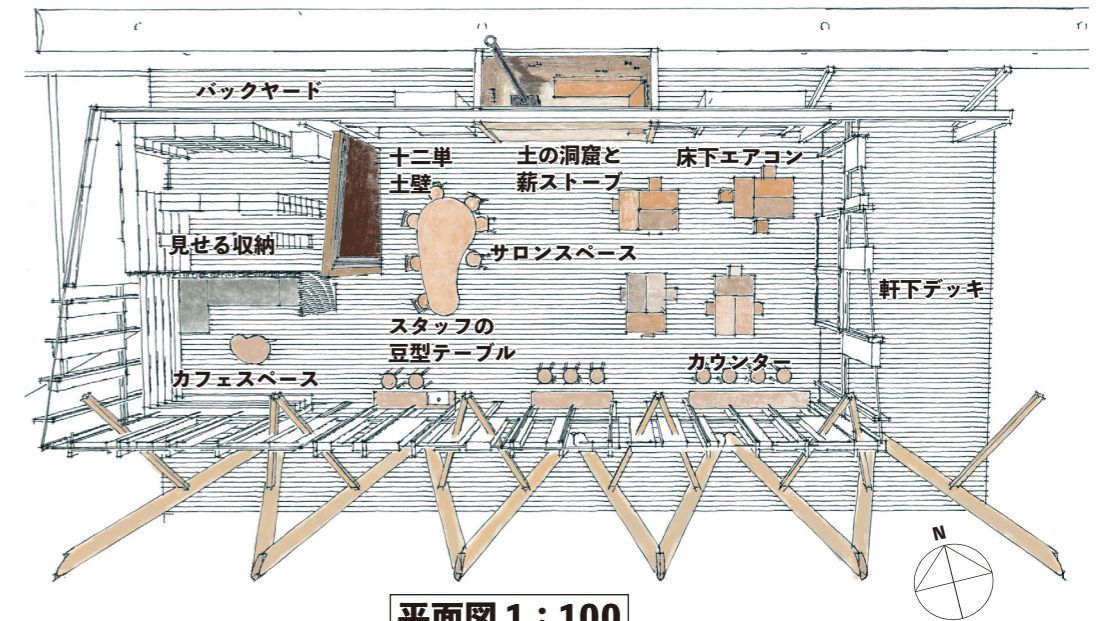 バックヤード
十二単
土壁
土の洞窟と
薪ストーブ
床下エアコン
見せる収納
サロンスペース
軒下デッキ
スタッフの
豆型テーブル
カウンター
カフェスペース
N
平面図 1：100